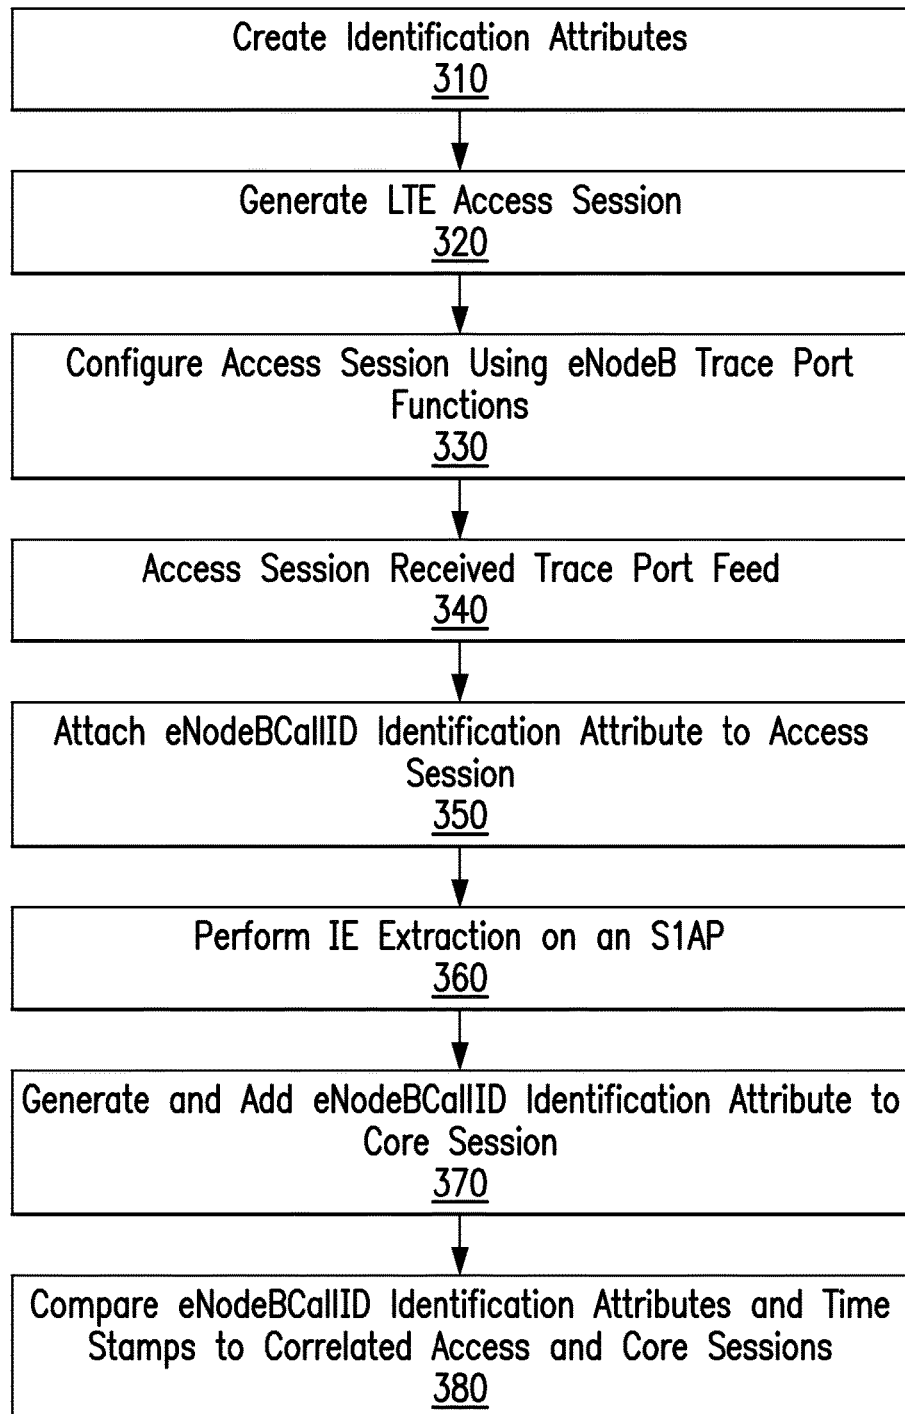 Create Identification Attributes
310
Generate LTE Access Session
320
Configure Access Session Using eNodeB Trace Port
Functions
330
Access Session Received Trace Port Feed
340
Attach eNodeBCallID Identification Attribute to Access
Session
350
Perform IE Extraction on an S1AP
360
Generate and Add eNodeBCallID Identification Attribute to
Core Session
370
Compare eNodeBCallID Identification Attributes and Time
Stamps to Correlated Access and Core Sessions
380